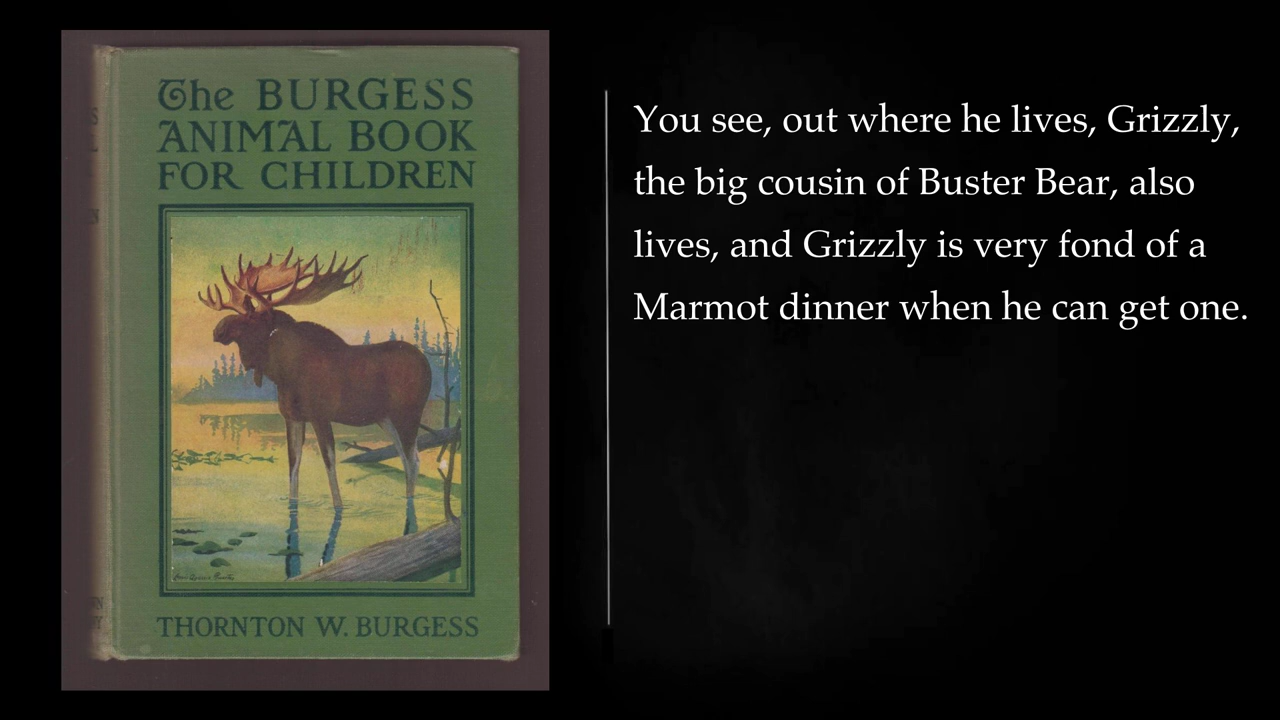 The BURGESS
ANIMAL BOOK
FOR CHILDREN
THORNTON W. BURGESS
You see, out where he lives, Grizzly,
the big cousin of Buster Bear, also
lives, and Grizzly is very fond of a
Marmot dinner when he can get one.